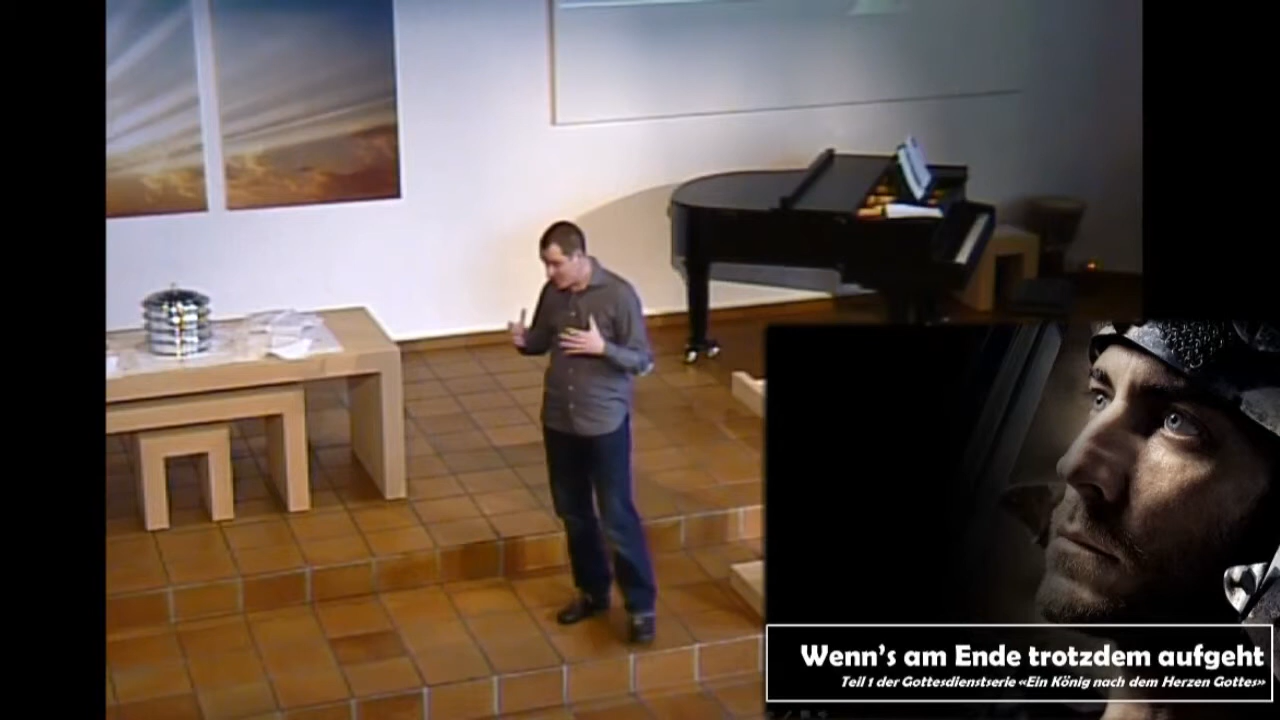 Wenn's am Ende trotzdem aufgeht
Teil 1 der Gottesdienstserie «Ein König nach dem Herzen Gottes»